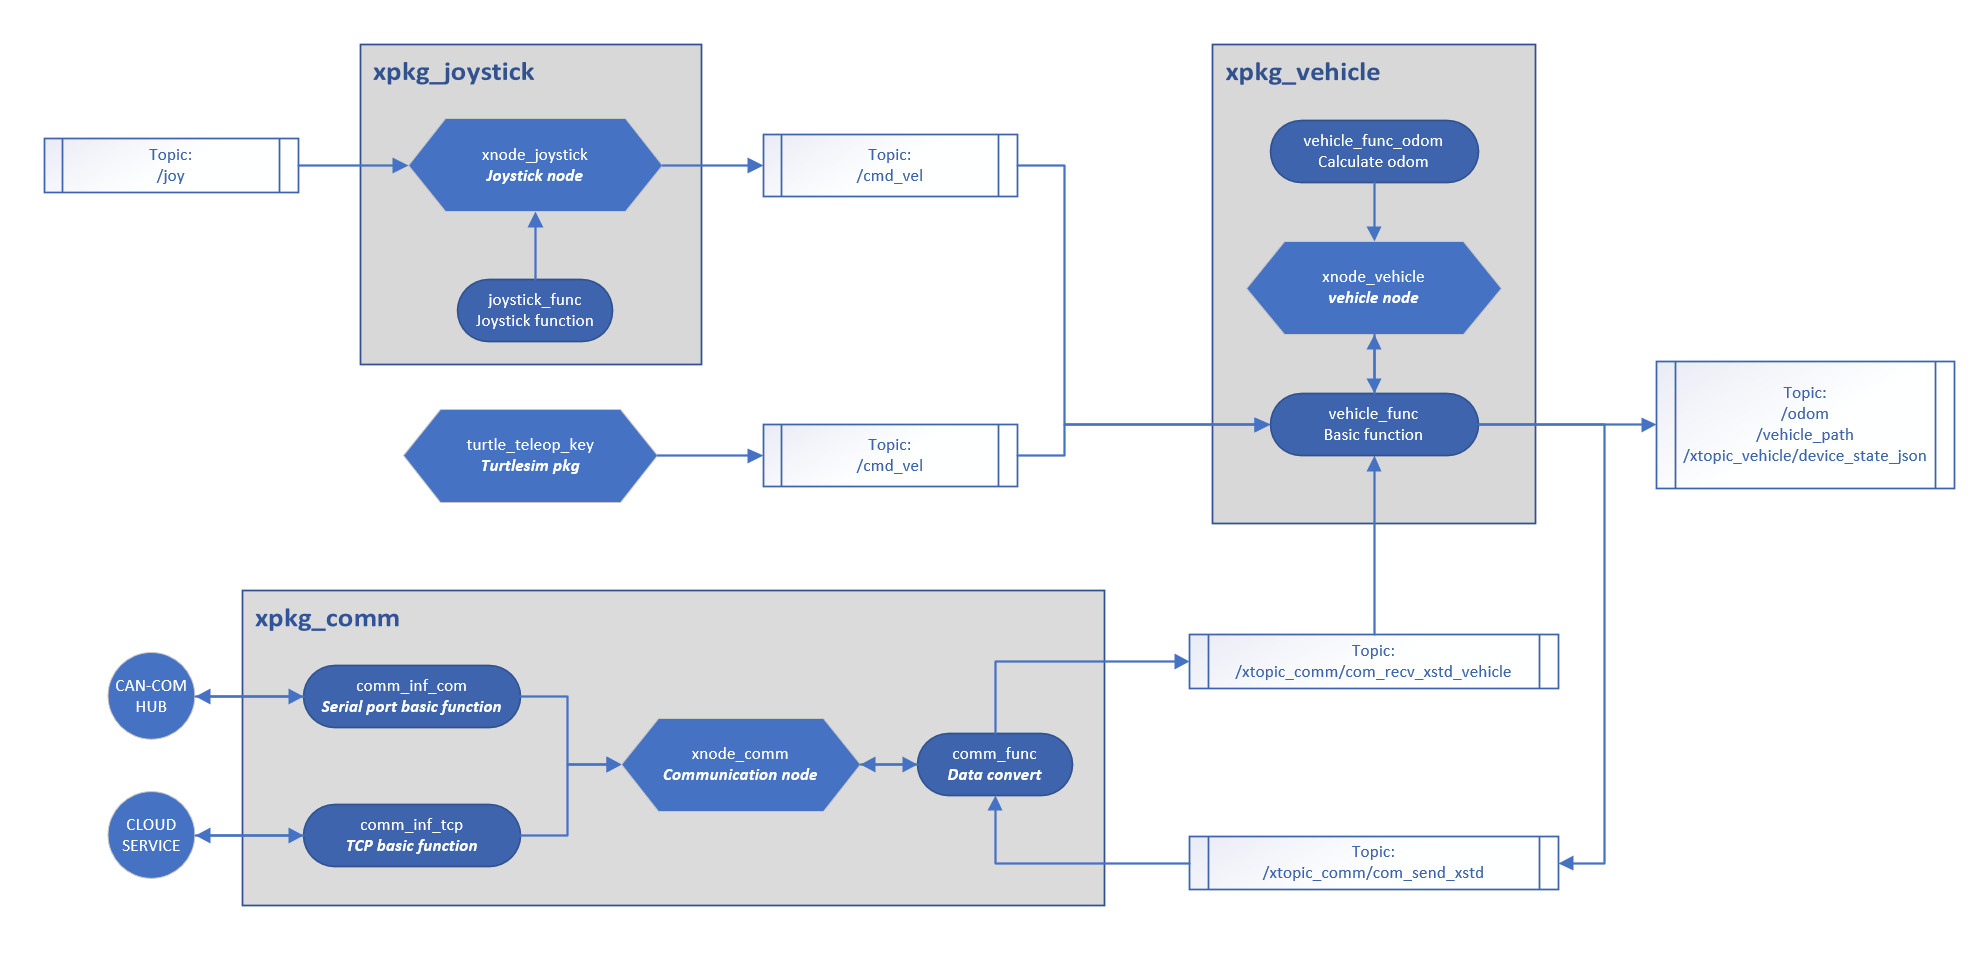 xpkg_joystick
Topic:
/joy
xnode_joystick
Joystick node
joystick_func
Joystick function
Topic:
/cmd_vel
turtle_teleop_key
Turtlesim pkg
Topic:
/cmd_vel
xpkg_vehicle
vehicle_func_odom
Calculate odom
xnode_vehicle
vehicle node
vehicle_func
Basic function
Topic:
/odom
/vehicle_path
/xtopic_vehicle/device_state_json
xpkg_comm
CAN-COM
HUB
comm_inf_com
Serial port basic function
CLOUD
SERVICE
comm_inf_tcp
TCP basic function
xnode_comm
Communication node
comm_func
Data convert
Topic:
/xtopic_comm/com_recv_xstd_vehicle
Topic:
/xtopic_comm/com_send_xstd